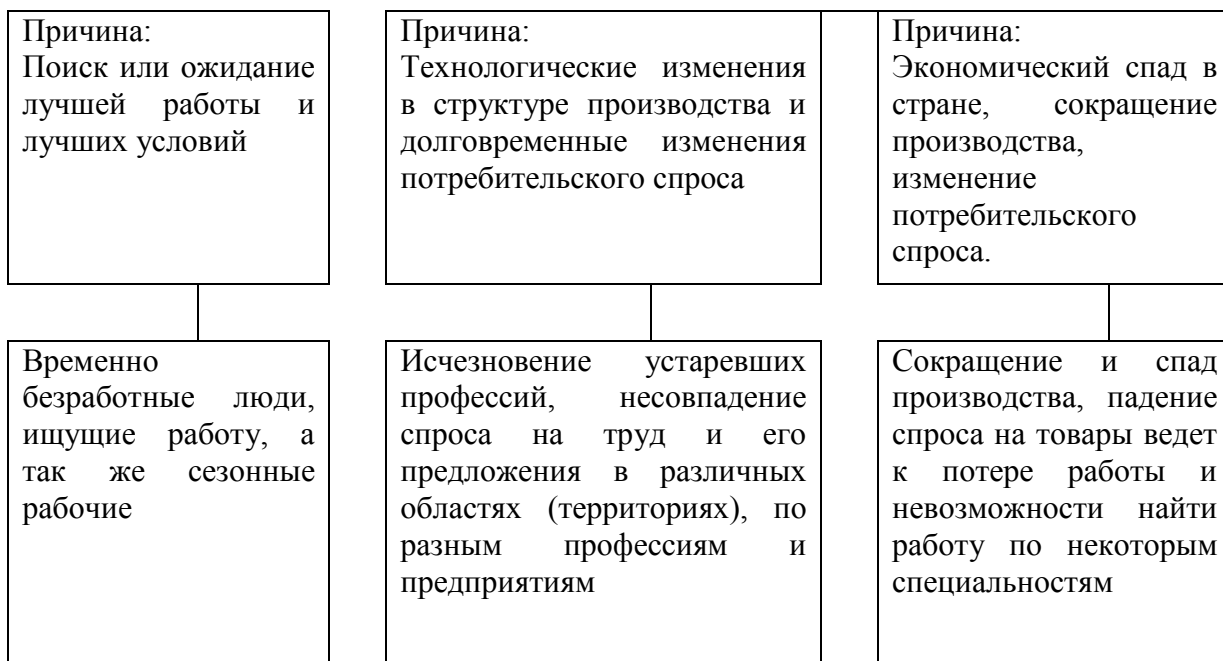 Причина:
Поиск или ожидание
лучшей работы и
лучших условий
Причина:
Технологические изменения
в структуре производства и
долговременные изменения
потребительского спроса
Причина:
Экономический спад в
стране, сокращение
производства,
изменение
потребительского
спроса.
Временно
безработные люди,
ищущие работу, а
так же сезонные
рабочие
Исчезновение устаревших
профессий, несовпадение
спроса на труд и его
предложения в различных
областях (территориях), по
разным профессиям и
предприятиям
Сокращение и спад
производства, падение
спроса на товары ведет
к потере работы и
невозможности найти
работу по некоторым
специальностям